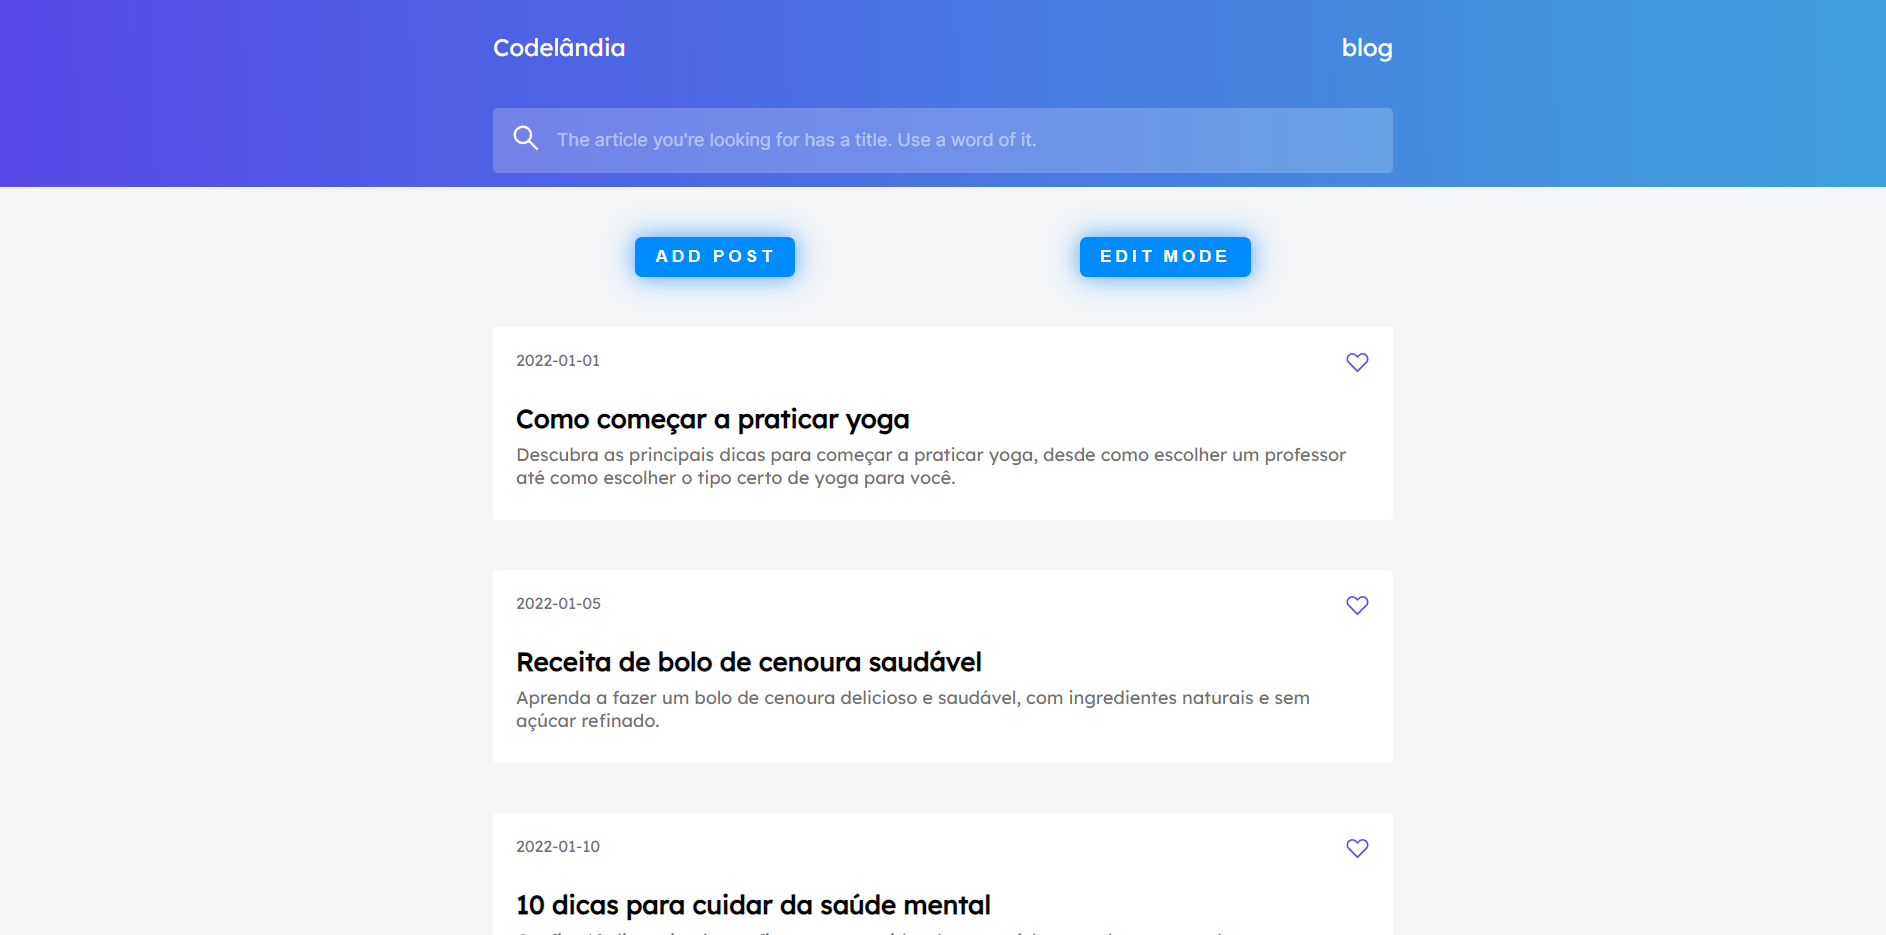 Codelândia
blog
The article you're looking for has a title. Use a word of it.
ADD POST
EDIT MODE
2022-01-01
Como começar a praticar yoga
Descubra as principais dicas para começar a praticar yoga, desde como escolher um professor
até como escolher o tipo certo de yoga para você.
2022-01-05
Receita de bolo de cenoura saudável
Aprenda a fazer um bolo de cenoura delicioso e saudável, com ingredientes naturais e sem
açúcar refinado.
2022-01-10
10 dicas para cuidar da saúde mental